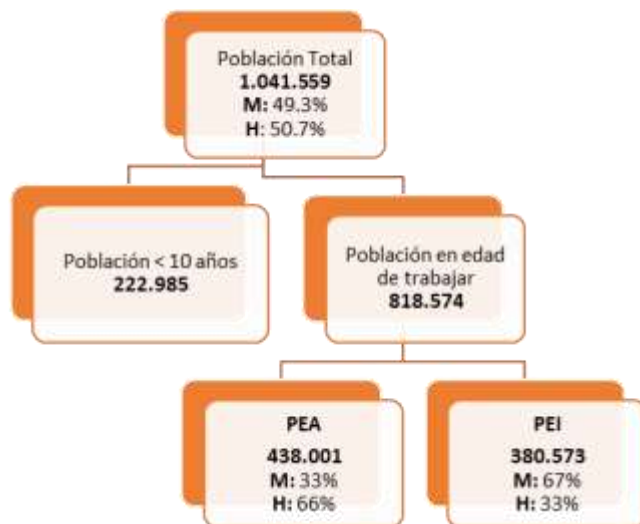 Población Total
1.041.559
M: 49.3%
H: 50.7%
Población < 10 años
222.985
Población en edad
de trabajar
818.574
PEA
438.001
M: 33%
H: 66%
PEI
380.573
M: 67%
H: 33%